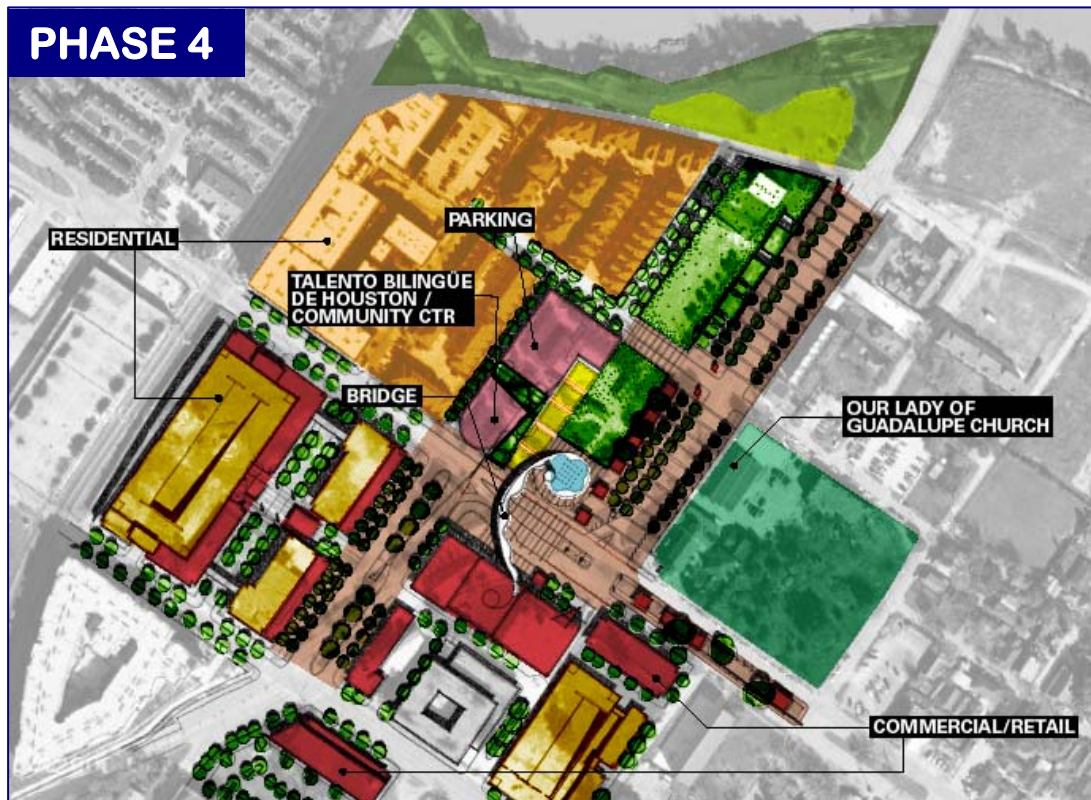 PHASE 4
RESIDENTIAL
PARKING
TALENTO BILINGÜE
DE HOUSTON /
COMMUNITY CTR
BRIDGE
OUR LADY OF
GUADALUPE CHURCH
COMMERCIAL/RETAIL